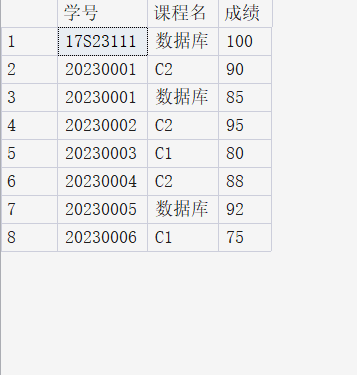 学号 课程名 成绩
1 17S23111 数据库 100
2 20230001 C2 90
3 20230001 数据库 85
4 20230002 C2 95
5 20230003 C1 80
6 20230004 C2 88
7 20230005 数据库 92
8 20230006 C1 75